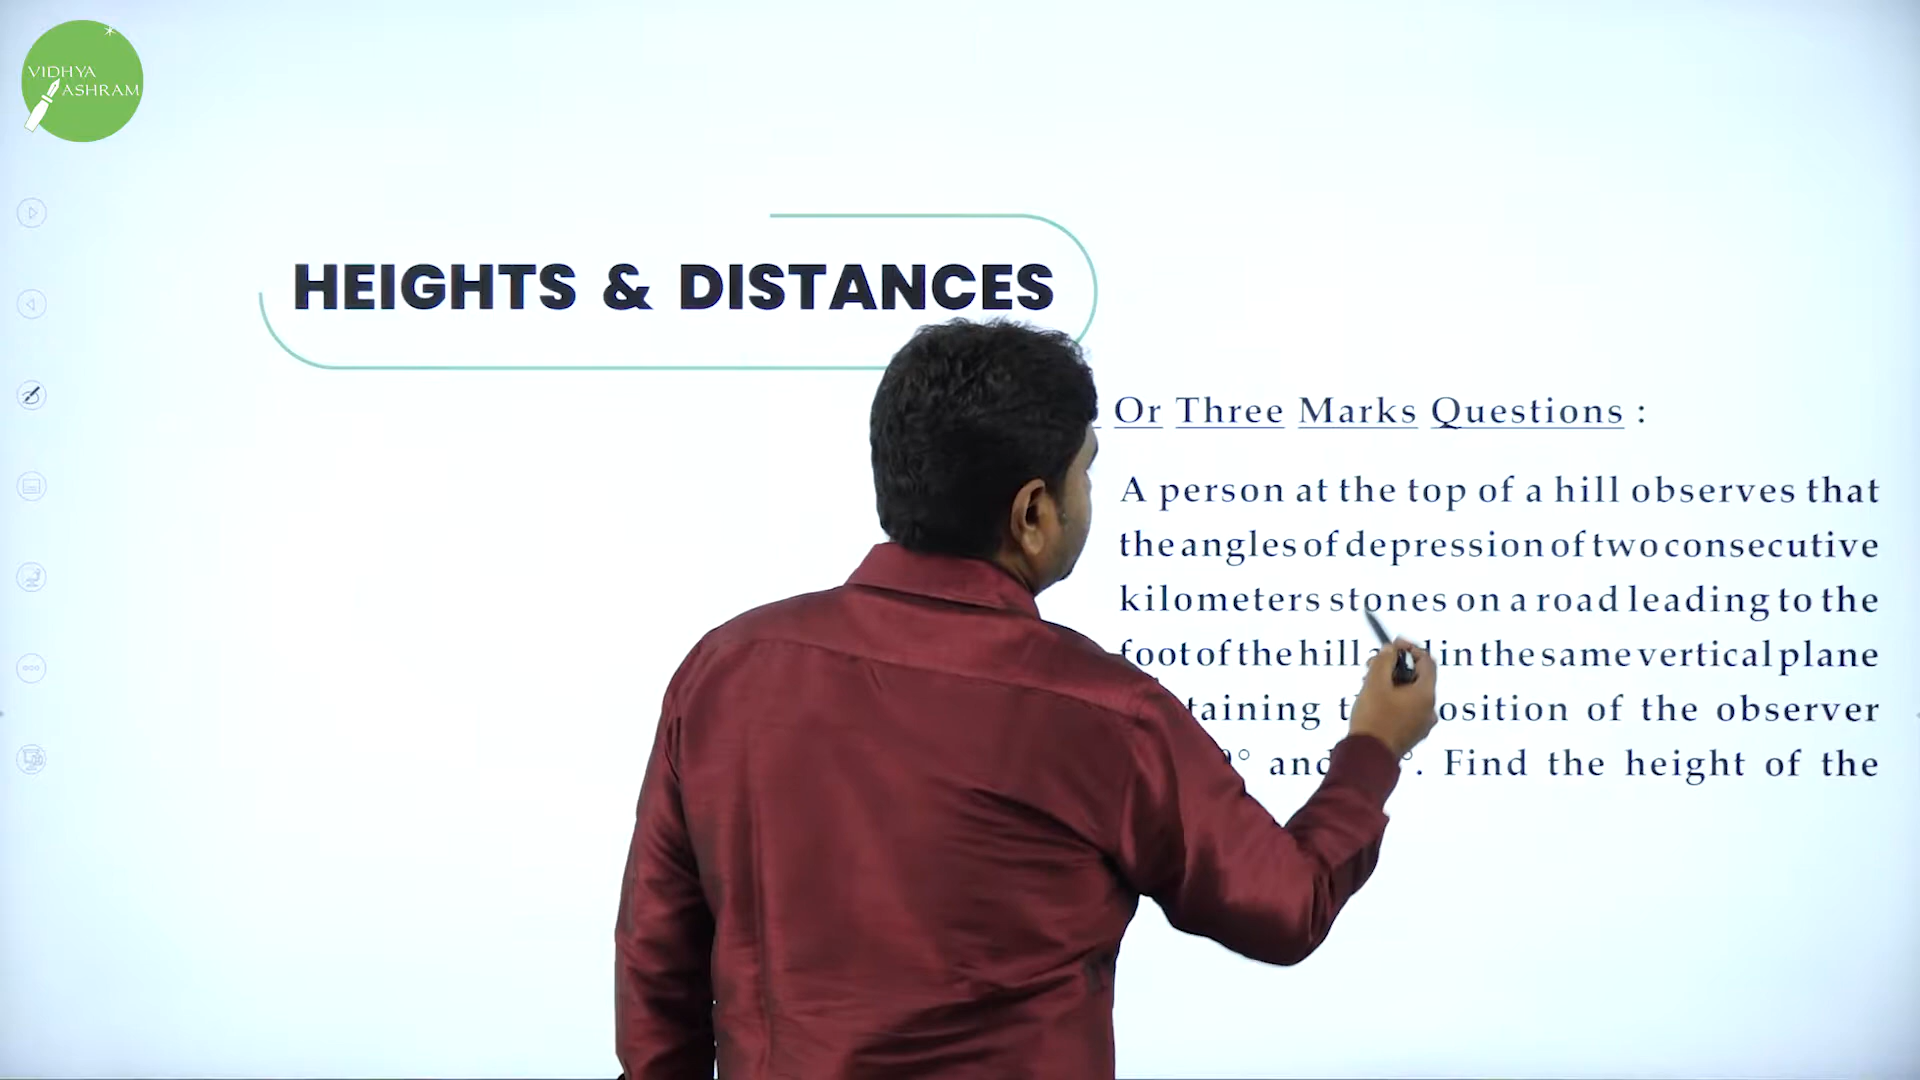 VIDHYA
ASHRAM
HEIGHTS & DISTANCES
Or Three Marks Questions :
A person at the top of a hill observes that
the angles of depression of two consecutive
kilometers stones on a road leading to the
foot of the hill in the same vertical plane
of the observer
and . Find the height of the